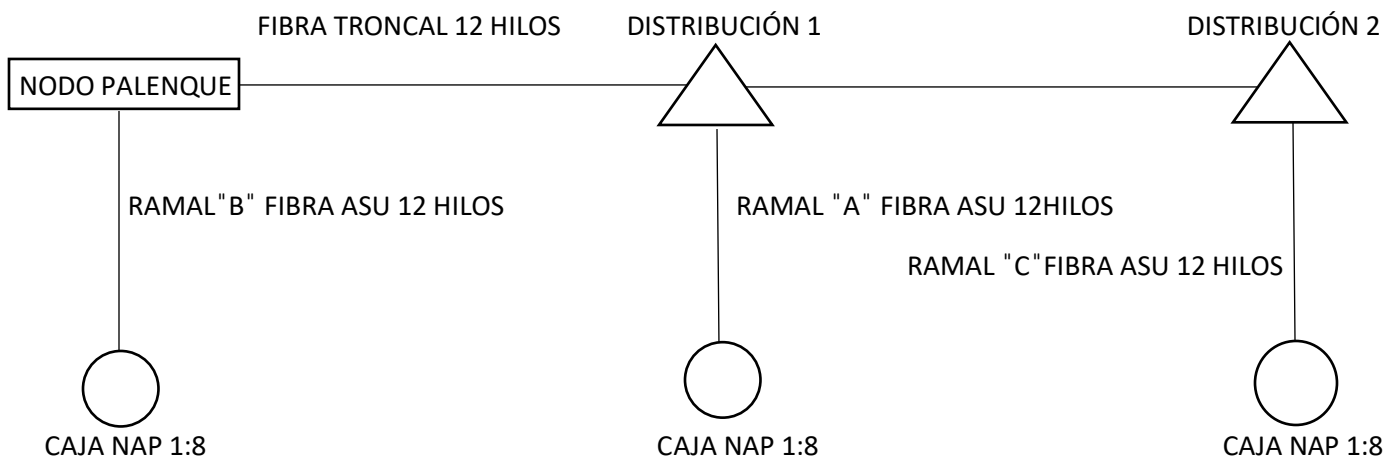 FIBRA TRONCAL 12 HILOS
DISTRIBUCIÓN 1
DISTRIBUCIÓN 2
NODO PALENQUE
RAMAL"B" FIBRA ASU 12 HILOS
RAMAL "A" FIBRA ASU 12HILOS
RAMAL "C"FIBRA ASU 12 HILOS
CAJA NAP 1:8
CAJA NAP 1:8
CAJA NAP 1:8